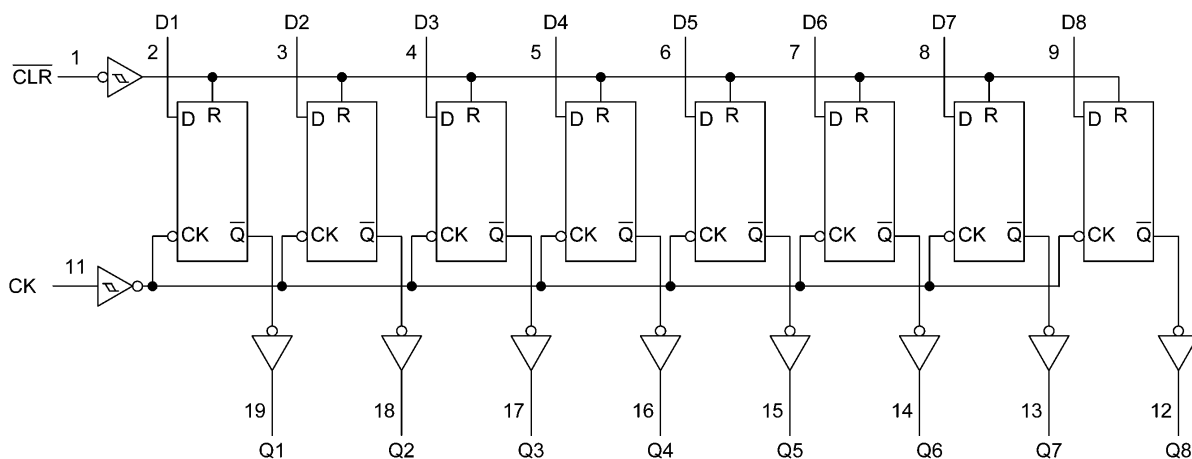 D1 D2 D3 D4 D5 D6 D7 D8
1 2 3 4 5 6 7 8 9
C̅L̅R̅
D R D R D R D R D R D R D R D R
CK Q̅ CK Q̅ CK Q̅ CK Q̅ CK Q̅ CK Q̅ CK Q̅ CK Q̅
11
CK
19 18 17 16 15 14 13 12
Q1 Q2 Q3 Q4 Q5 Q6 Q7 Q8